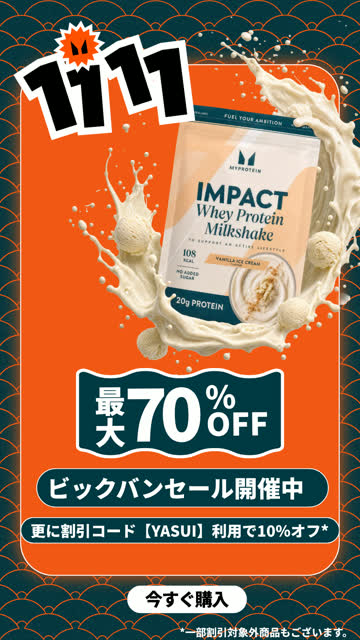 1111
FUEL YOUR AMBITION
MYPROTEIN
IMPACT
Whey Protein
Milkshake
TO SUPPORT AN ACTIVE LIFESTYLE
108
KCAL
NO ADDED
SUGAR
VANILLA ICE CREAM
20g PROTEIN
最大70%OFF
ビックバンセール開催中
更に割引コード【YASUI】利用で10%オフ*
今すぐ購入
*一部割引対象外商品もございます。